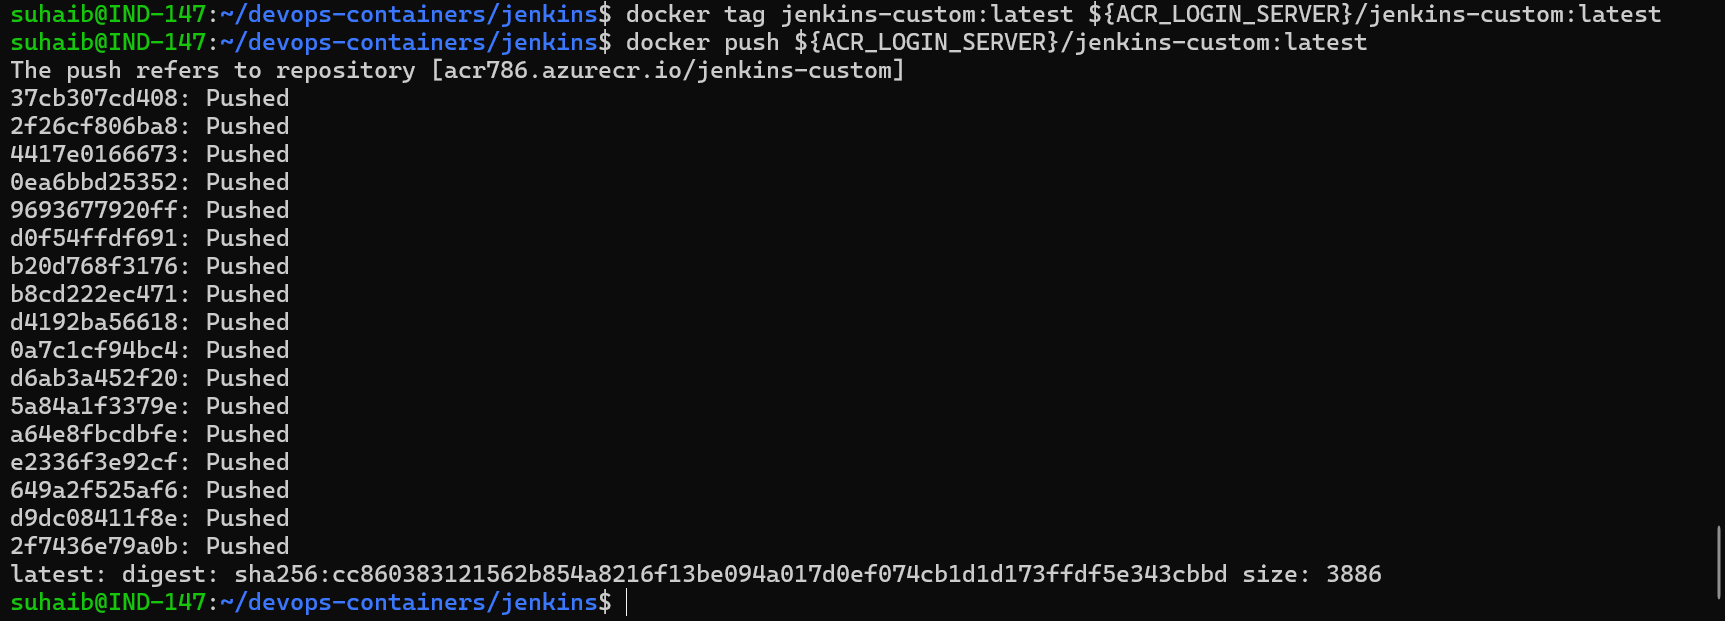 suhaib@IND-147:~/devops-containers/jenkins$ docker tag jenkins-custom:latest ${ACR_LOGIN_SERVER}/jenkins-custom:latest
suhaib@IND-147:~/devops-containers/jenkins$ docker push ${ACR_LOGIN_SERVER}/jenkins-custom:latest
The push refers to repository [acr786.azurecr.io/jenkins-custom]
37cb307cd408: Pushed
2f26cf806ba8: Pushed
4417e0166673: Pushed
0ea6bbd25352: Pushed
9693677920ff: Pushed
d0f54ffdf691: Pushed
b20d768f3176: Pushed
b8cd222ec471: Pushed
d4192ba56618: Pushed
0a7c1cf94bc4: Pushed
d6ab3a452f20: Pushed
5a84a1f3379e: Pushed
a64e8fbcdbfe: Pushed
e2336f3e92cf: Pushed
649a2f525af6: Pushed
d9dc08411f8e: Pushed
2f7436e79a0b: Pushed
latest: digest: sha256:cc860383121562b854a8216f13be094a017d0ef074cb1d1d173ffdf5e343cbbd size: 3886
suhaib@IND-147:~/devops-containers/jenkins$